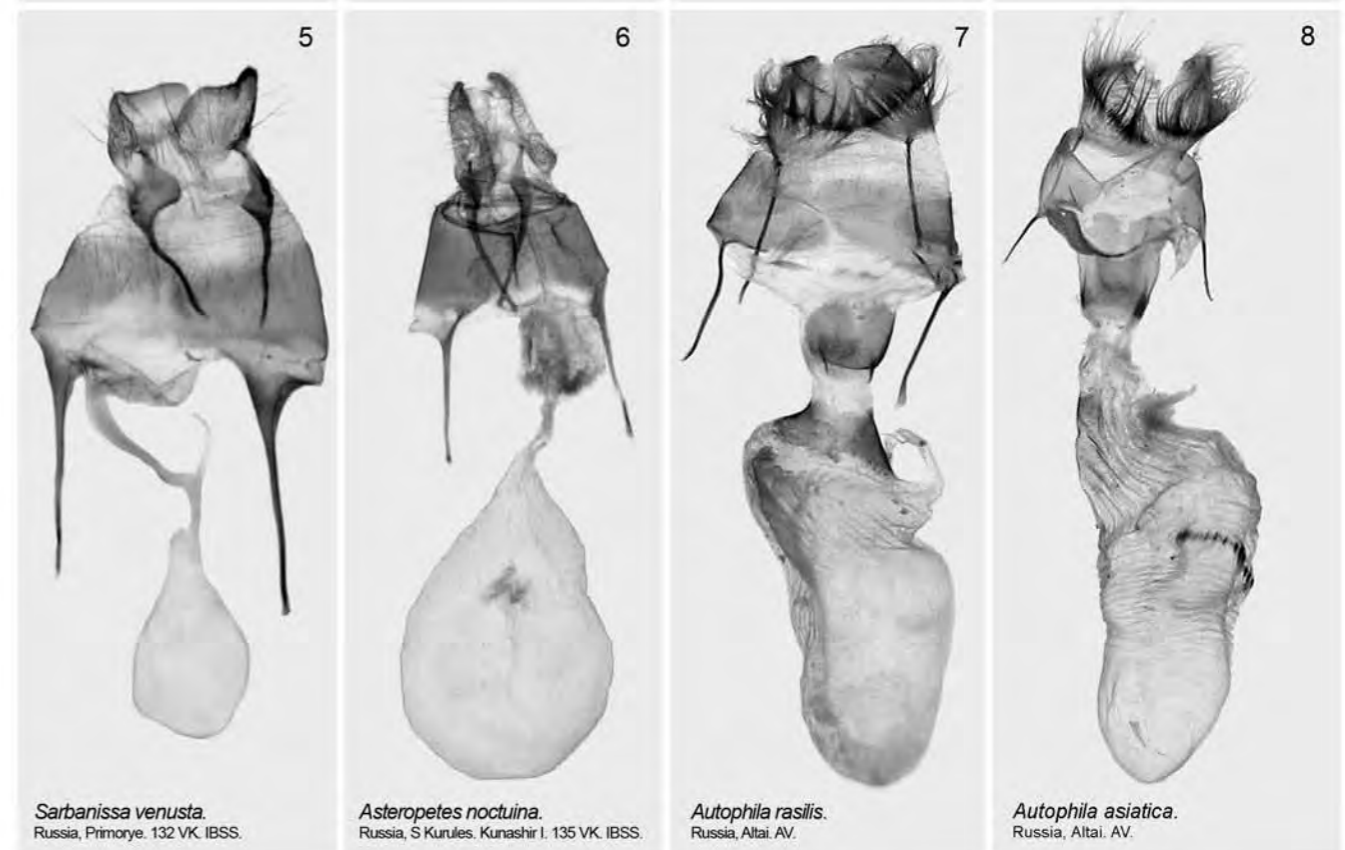 5
Sarbanissa venusta.
Russia, Primorye. 132 VK. IBSS.
6
Asteropetes noctuina.
Russia, S Kurules. Kunashir I. 135 VK. IBSS.
7
Autophila rasilis.
Russia, Altai. AV.
8
Autophila asiatica.
Russia, Altai. AV.